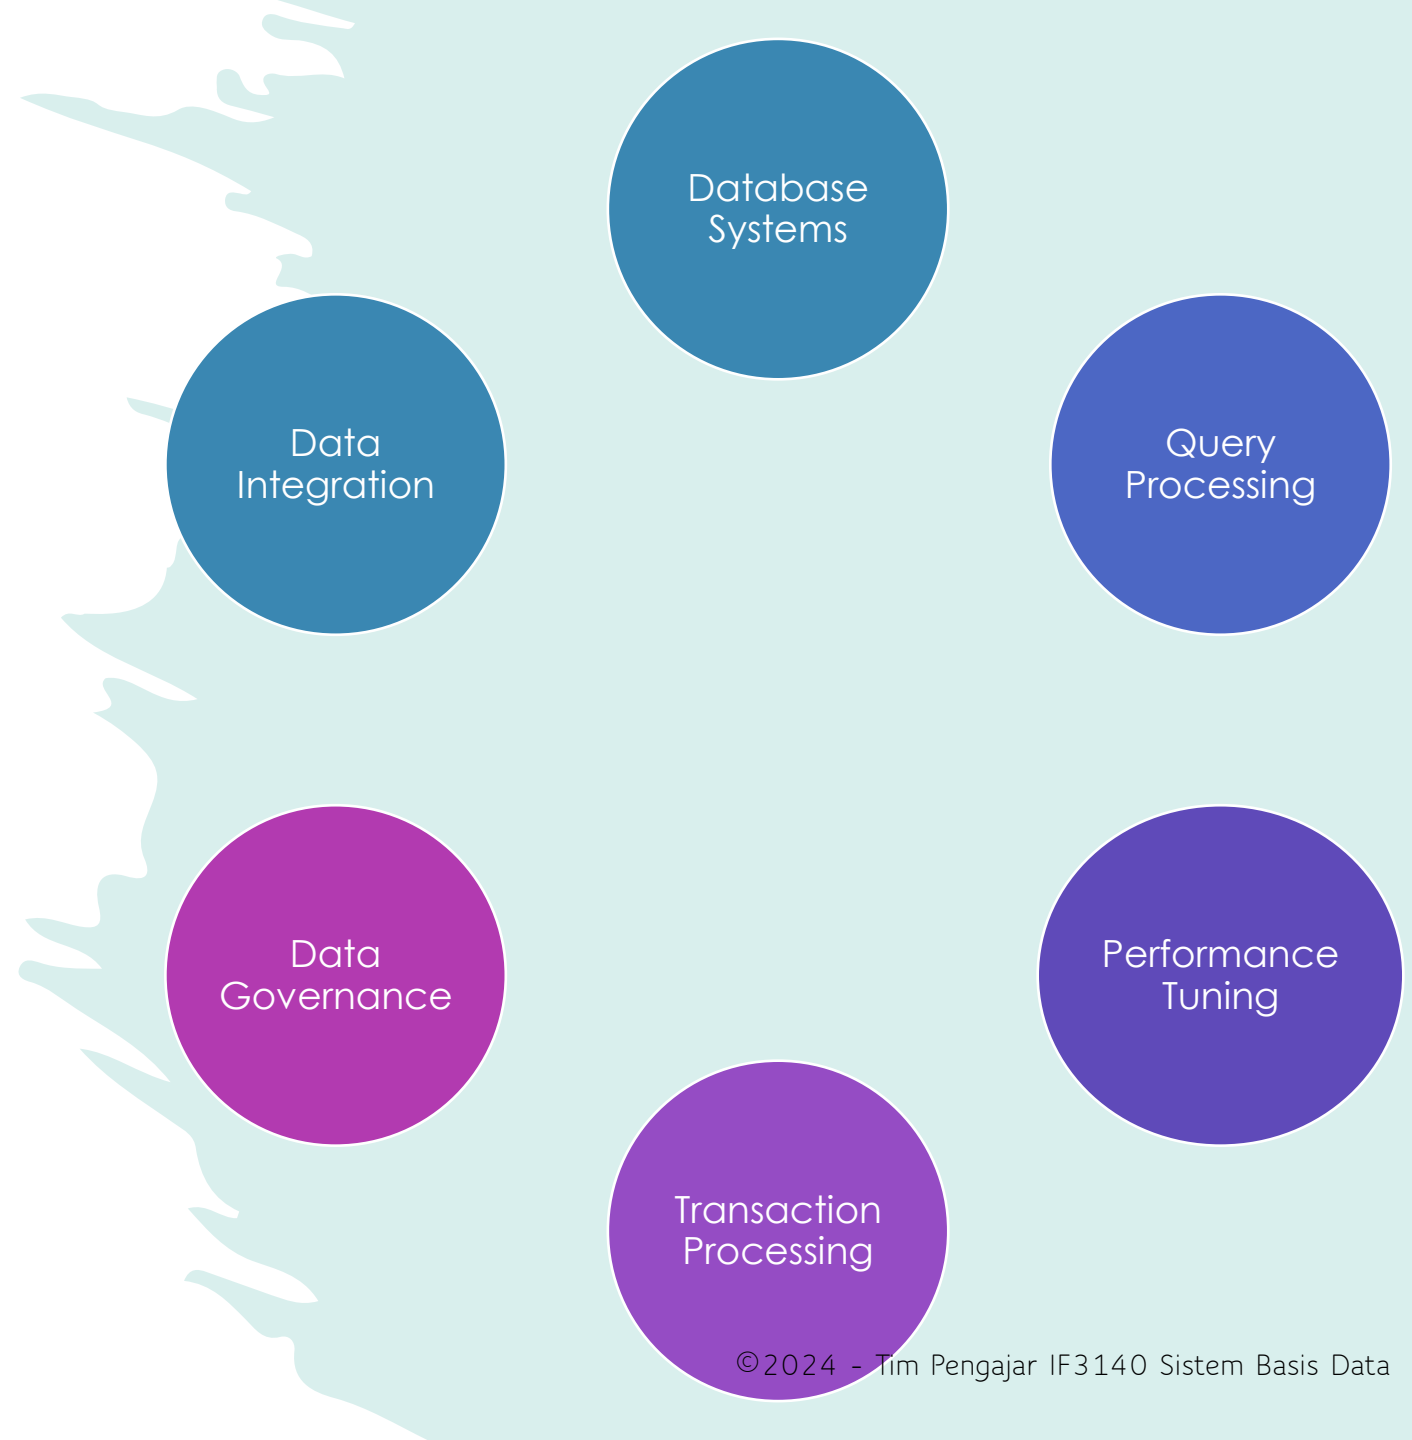 Database
Systems
Query
Processing
Performance
Tuning
Transaction
Processing
Data
Governance
Data
Integration
©2024 - Tim Pengajar IF3140 Sistem Basis Data